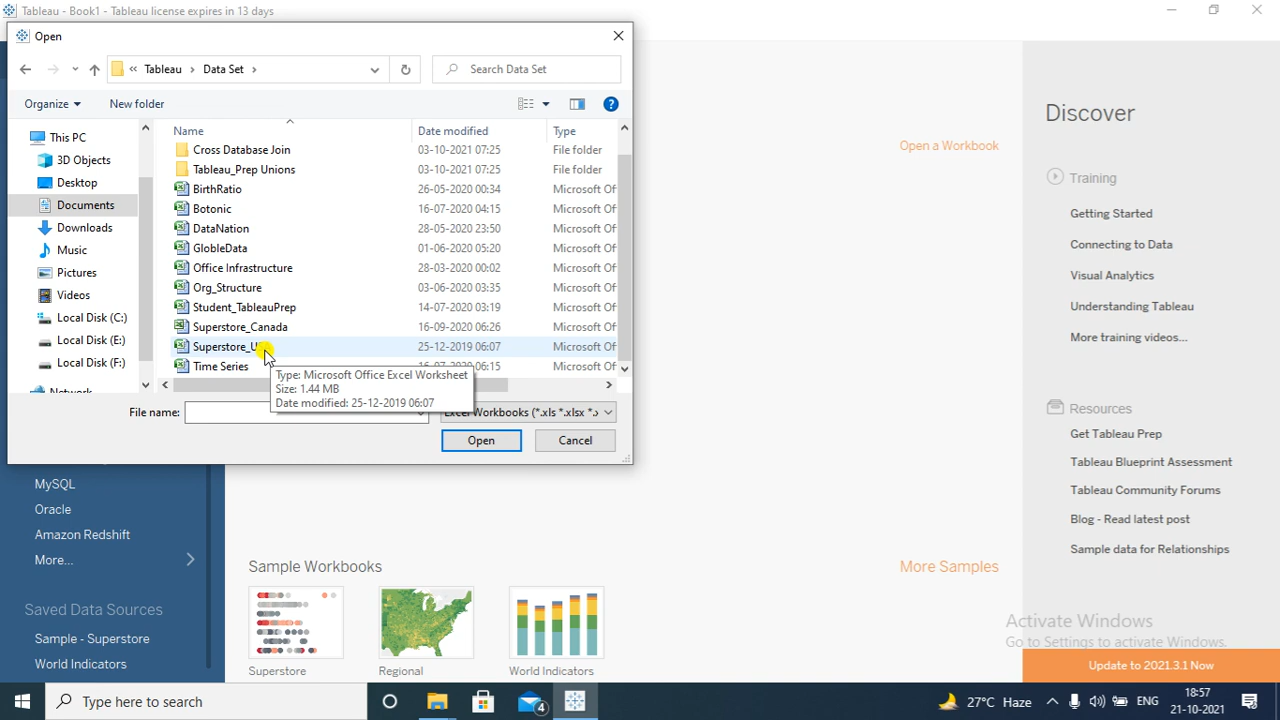 Tableau - Book1 - Tableau license expires in 13 days
Open
« Tableau › Data Set ›
Search Data Set
Organize
New folder
Name
Date modified
Type
This PC
3D Objects
Desktop
Documents
Downloads
Music
Pictures
Videos
Local Disk (C:)
Local Disk (E:)
Local Disk (F:)
Network
Cross Database Join 03-10-2021 07:25 File folder
Tableau_Prep Unions 03-10-2021 07:25 File folder
BirthRatio 26-05-2020 00:34 Microsoft Of
Botonic 16-07-2020 04:15 Microsoft Of
DataNation 28-05-2020 23:50 Microsoft Of
GlobleData 01-06-2020 05:20 Microsoft Of
Office Infrastructure 28-03-2020 00:02 Microsoft Of
Org_Structure 03-06-2020 03:35 Microsoft Of
Student_TableauPrep 14-07-2020 03:19 Microsoft Of
Superstore_Canada 16-09-2020 06:26 Microsoft Of
Superstore_U 25-12-2019 06:07 Microsoft Of
Time Series 16-07-2020 06:15 Microsoft Of
Type: Microsoft Office Excel Worksheet
Size: 1.44 MB
Date modified: 25-12-2019 06:07
File name:
Excel Workbooks (*.xls *.xlsx *.
Open
Cancel
MySQL
Oracle
Amazon Redshift
More...
Saved Data Sources
Sample - Superstore
World Indicators
Open a Workbook
Sample Workbooks
More Samples
Superstore
Regional
World Indicators
Discover
Training
Getting Started
Connecting to Data
Visual Analytics
Understanding Tableau
More training videos...
Resources
Get Tableau Prep
Tableau Blueprint Assessment
Tableau Community Forums
Blog - Read latest post
Sample data for Relationships
Activate Windows
Go to Settings to activate Windows.
Update to 2021.3.1 Now
Type here to search
4
27°C Haze
ENG
18:57
21-10-2021